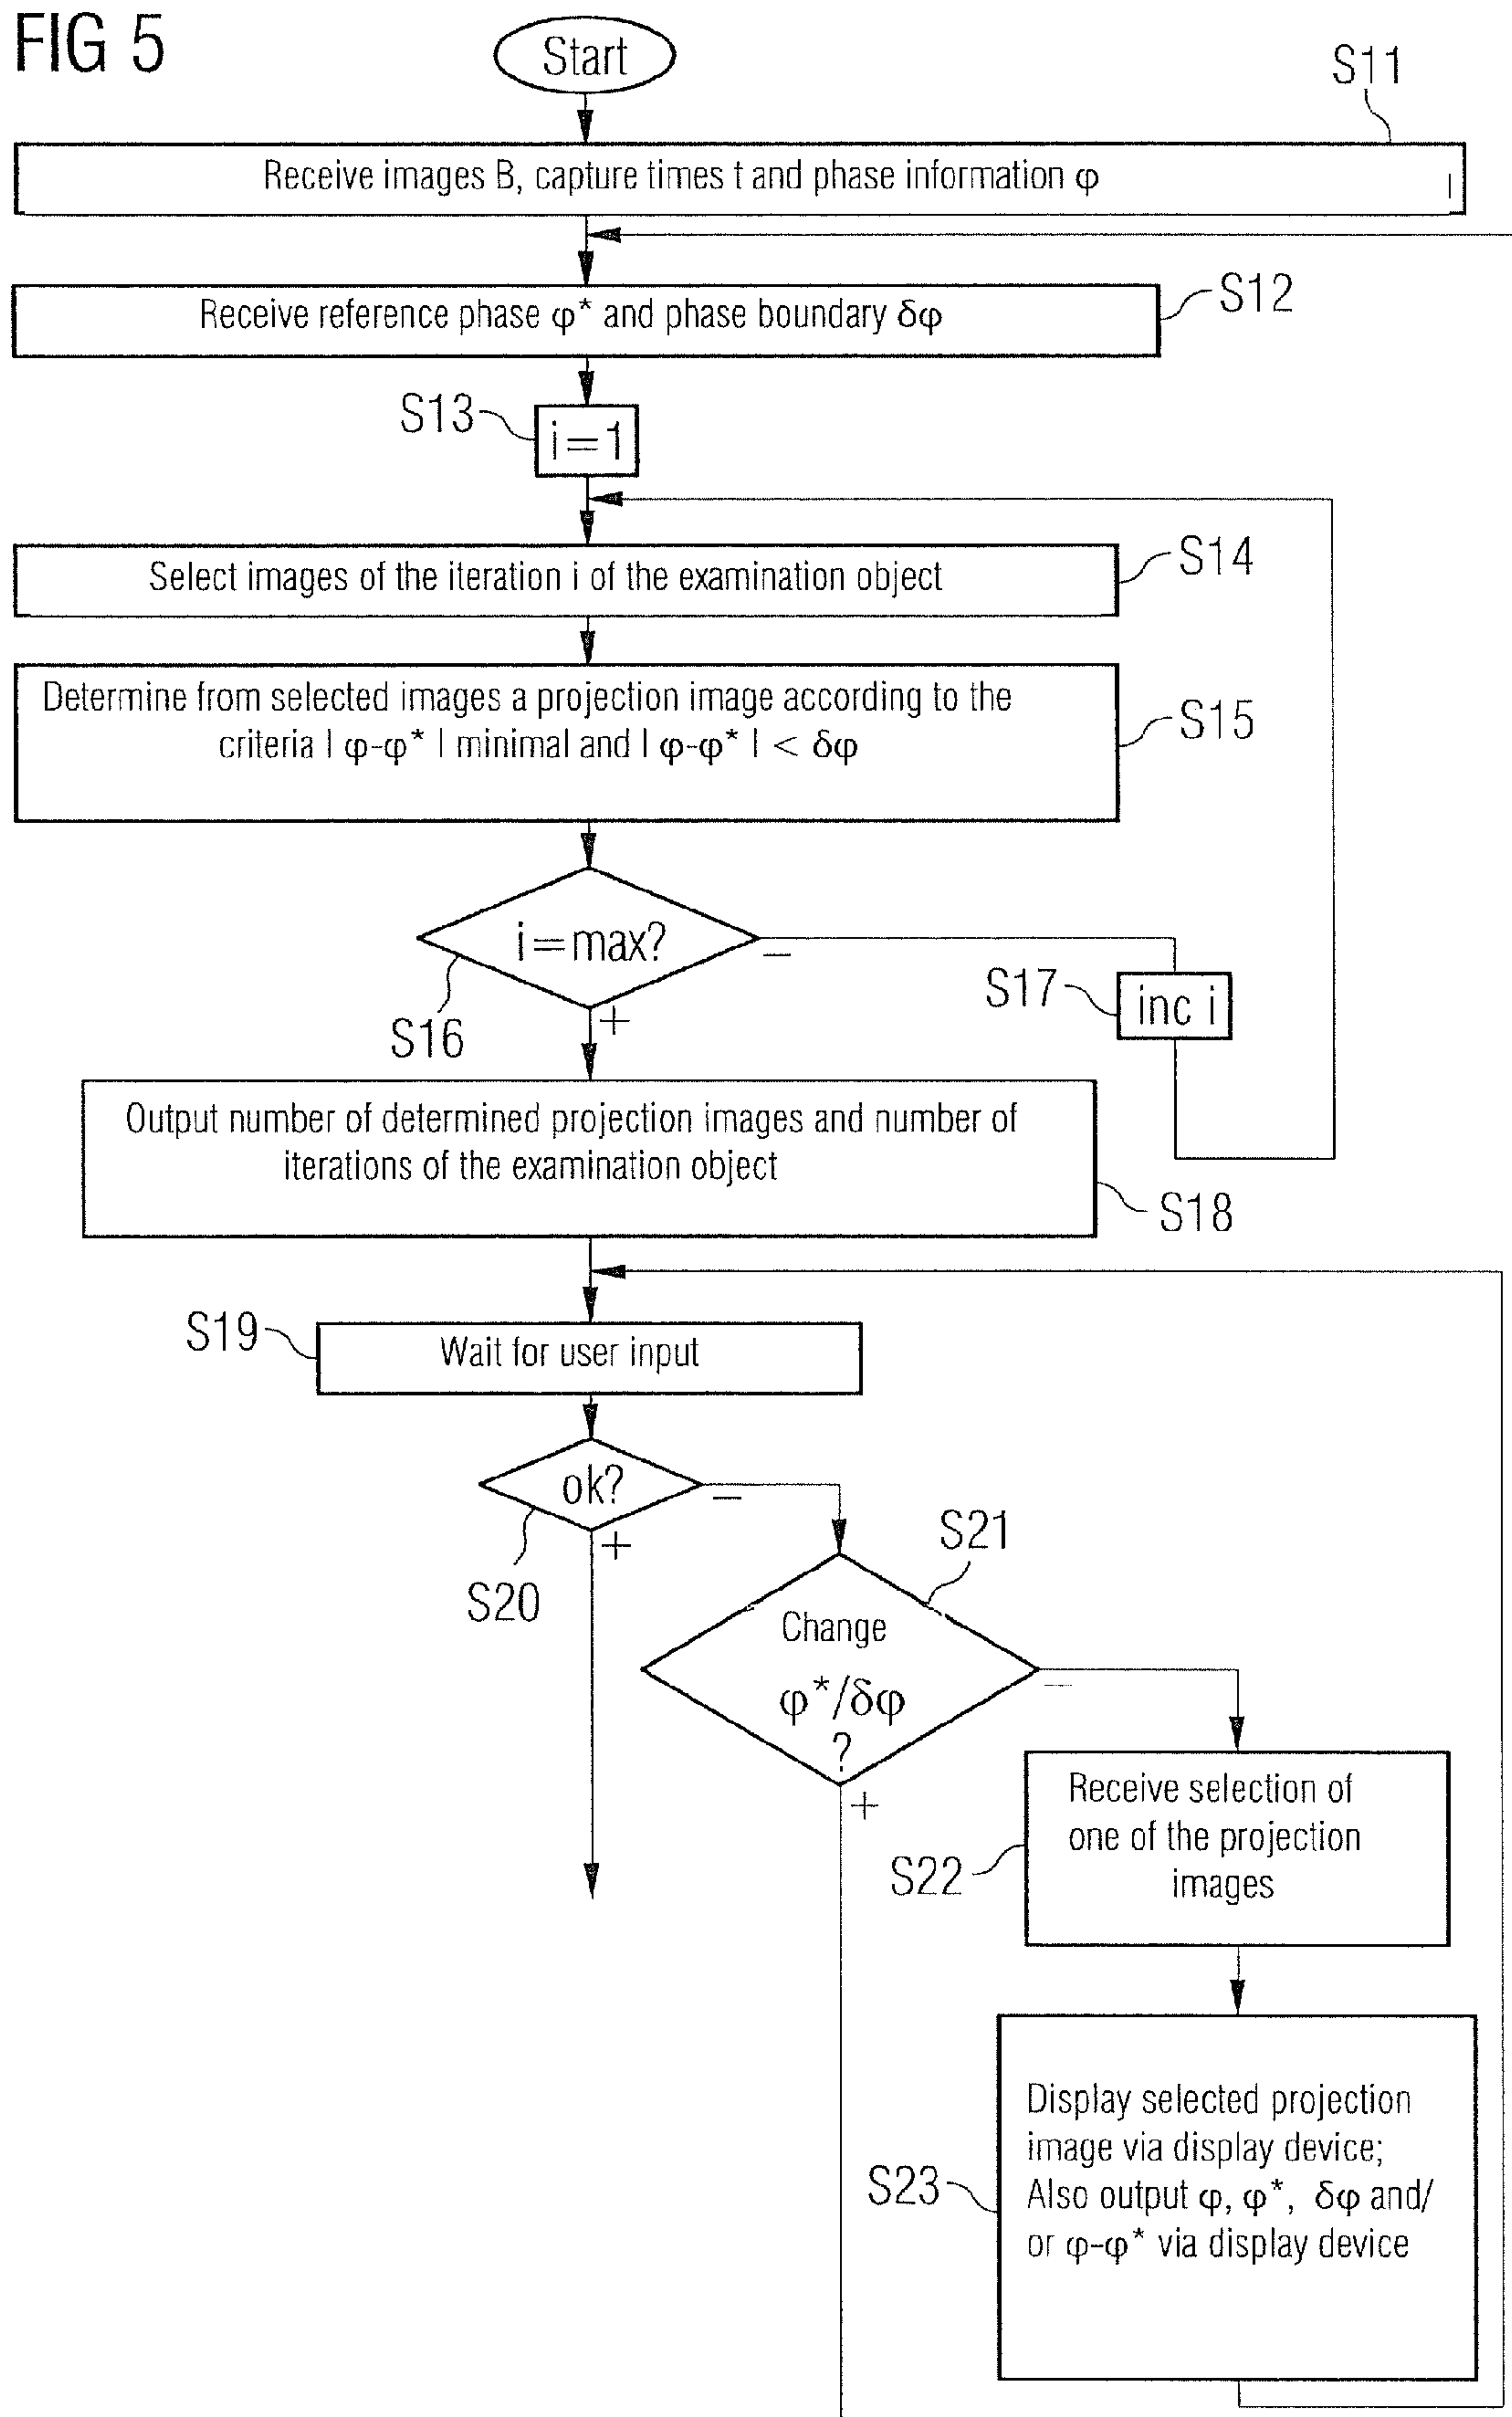 FIG 5
Start
S11
Receive images B, capture times t and phase information φ
S12
Receive reference phase φ* and phase boundary δφ
S13
i=1
S14
Select images of the iteration i of the examination object
Determine from selected images a projection image according to the
criteria | φ-φ* | minimal and | φ-φ* | < δφ
S15
i=max?
−
S17
inc i
S16
+
Output number of determined projection images and number of
iterations of the examination object
S18
S19
Wait for user input
ok?
−
S20
+
S21
Change
φ*/δφ
?
−
+
Receive selection of
one of the projection
images
S22
Display selected projection
image via display device;
Also output φ, φ*, δφ and/
or φ-φ* via display device
S23